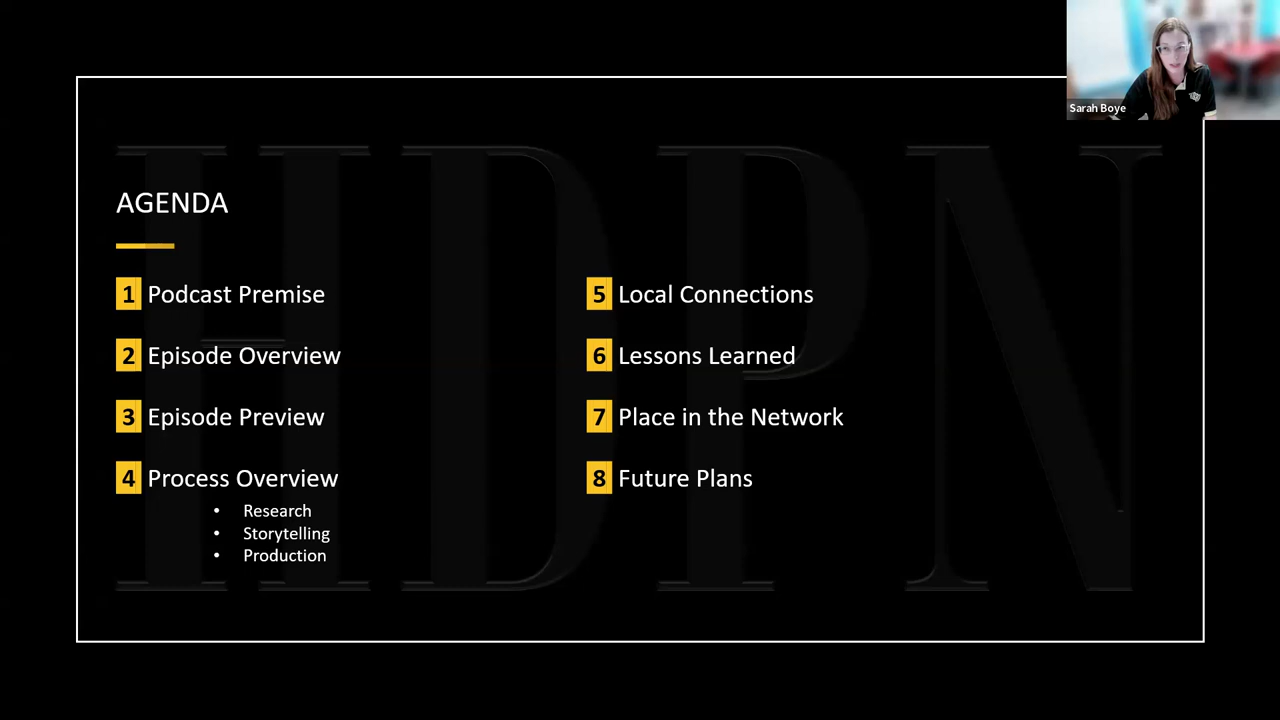 Sarah Boye
HDPN
AGENDA
1 Podcast Premise
2 Episode Overview
3 Episode Preview
4 Process Overview
• Research
• Storytelling
• Production
5 Local Connections
6 Lessons Learned
7 Place in the Network
8 Future Plans